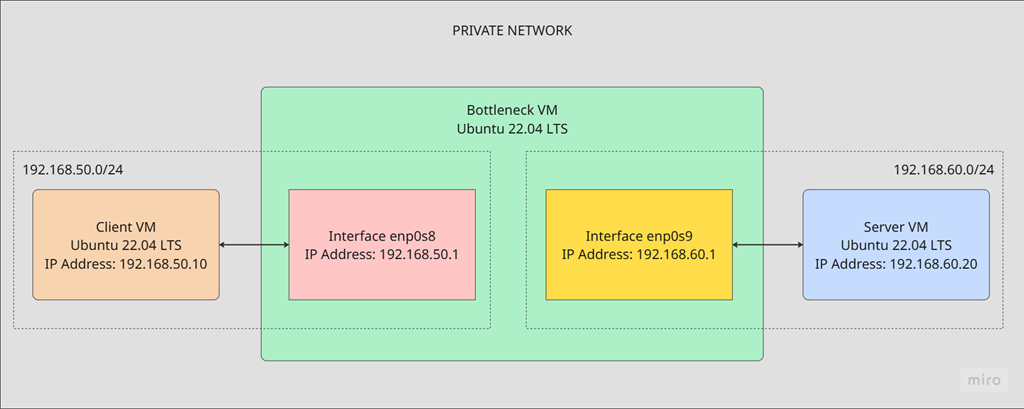 PRIVATE NETWORK
Bottleneck VM
Ubuntu 22.04 LTS
192.168.50.0/24
192.168.60.0/24
Client VM
Ubuntu 22.04 LTS
IP Address: 192.168.50.10
Interface enp0s8
IP Address: 192.168.50.1
Interface enp0s9
IP Address: 192.168.60.1
Server VM
Ubuntu 22.04 LTS
IP Address: 192.168.60.20
miro